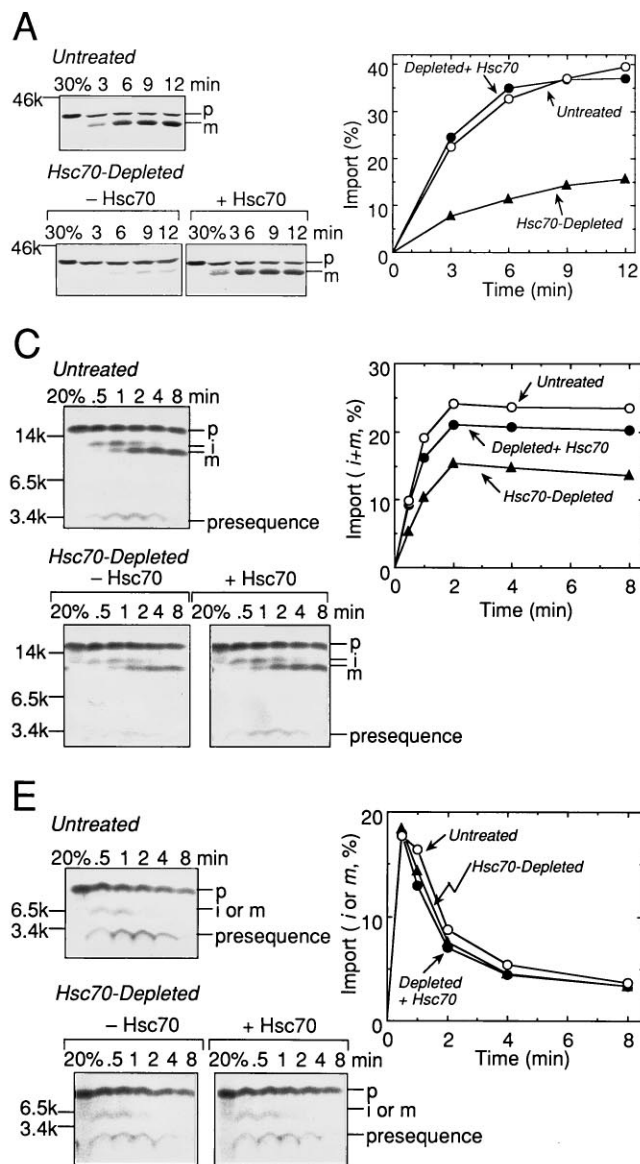 A
Untreated
30% 3 6 9 12 min
46k
p
m
Hsc70-Depleted
– Hsc70 + Hsc70
30% 3 6 9 12 30% 3 6 9 12 min
46k
p
m
Import (%)
40
30
20
10
0
Depleted+ Hsc70
Untreated
Hsc70-Depleted
0 3 6 9 12
Time (min)
C
Untreated
20% .5 1 2 4 8 min
14k
6.5k
3.4k
p
i
m
presequence
Hsc70-Depleted
– Hsc70 + Hsc70
20% .5 1 2 4 8 20% .5 1 2 4 8 min
14k
6.5k
3.4k
p
i
m
presequence
Import ( i+m, %)
30
20
10
0
Untreated
Depleted+ Hsc70
Hsc70-Depleted
0 2 4 6 8
Time (min)
E
Untreated
20% .5 1 2 4 8 min
6.5k
3.4k
p
i or m
presequence
Hsc70-Depleted
– Hsc70 + Hsc70
20% .5 1 2 4 8 20% .5 1 2 4 8 min
6.5k
3.4k
p
i or m
presequence
Import ( i or m, %)
20
10
0
Untreated
Hsc70-Depleted
Depleted
+ Hsc70
0 2 4 6 8
Time (min)